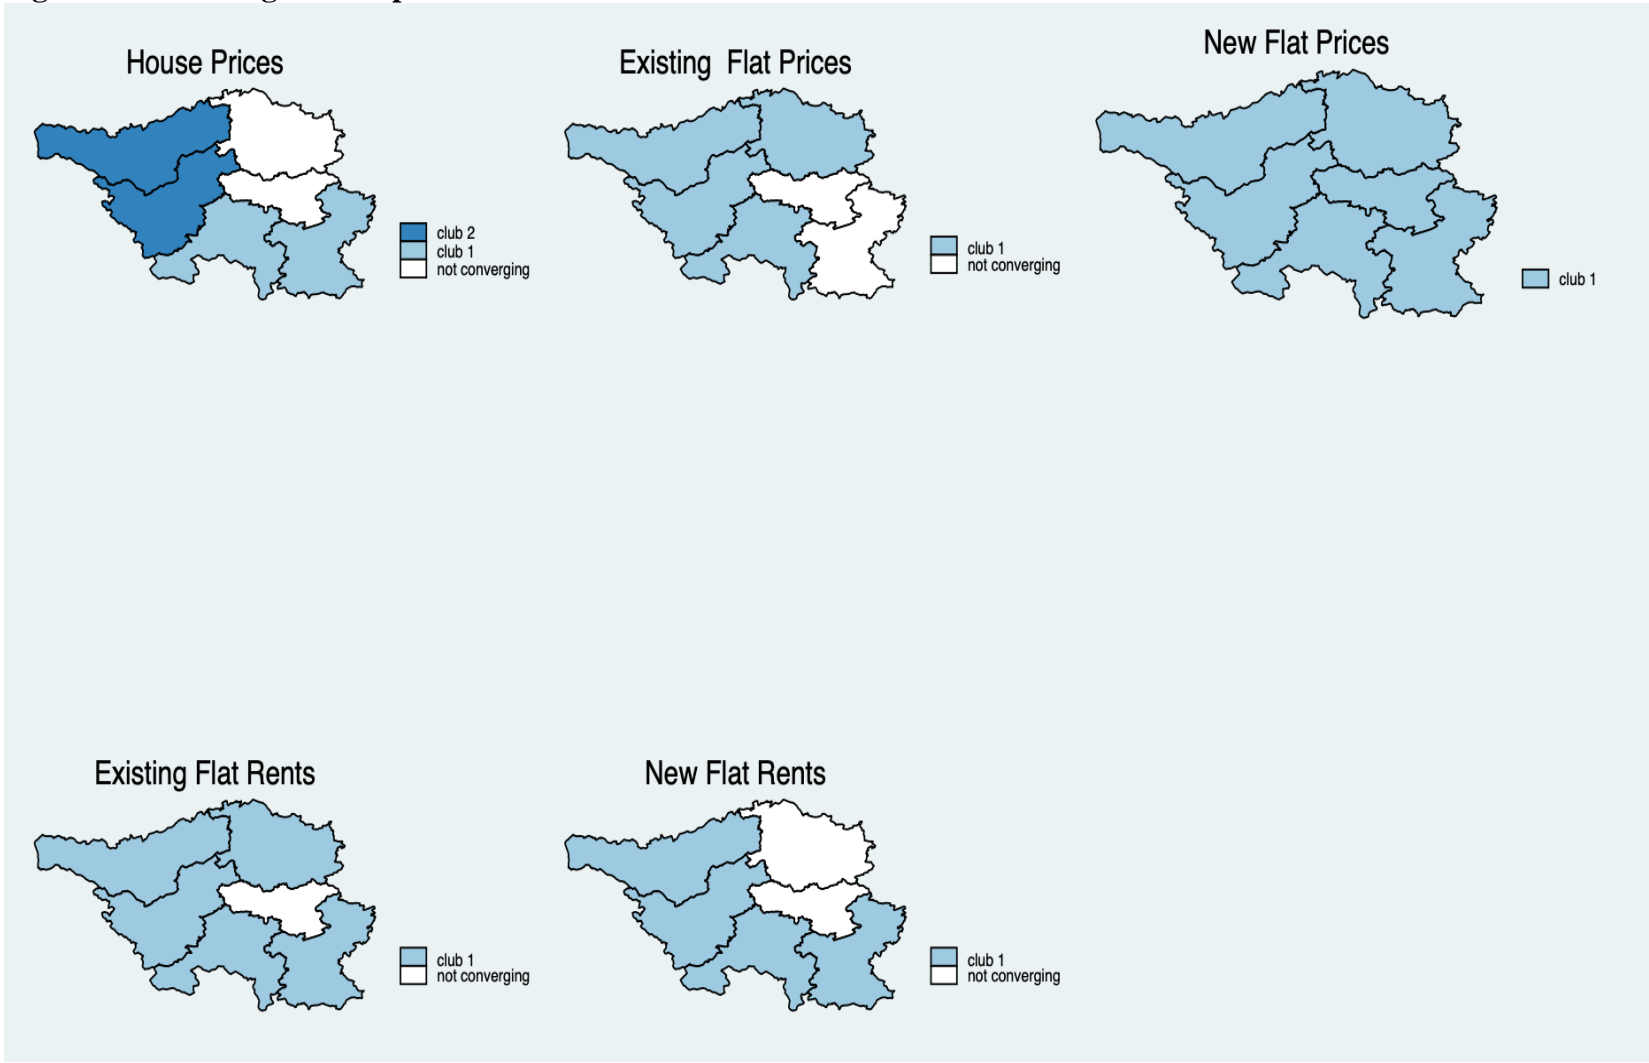 House Prices
club 2
club 1
not converging
Existing  Flat Prices
club 1
not converging
New Flat Prices
club 1
Existing Flat Rents
club 1
not converging
New Flat Rents
club 1
not converging